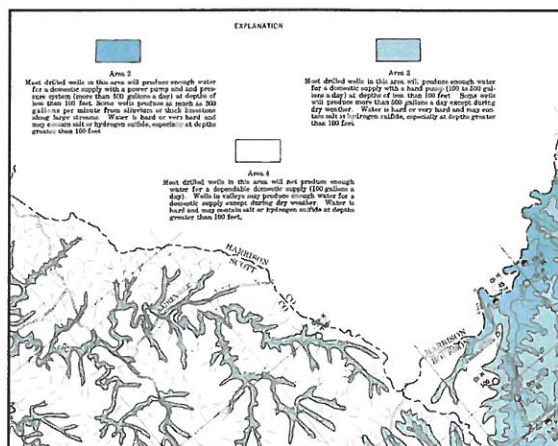 EXPLANATION
Area 2
Most drilled wells in this area will produce enough water
for a domestic supply with a power pump and and pressure
system (more than 500 gallons a day) at depths of
less than 100 feet. Some wells produce as much as 300
gallons per minute from alluvium or thick limestone
along large streams. Water is hard or very hard and
may contain salt or hydrogen sulfide, especially at depths
greater than 100 feet
Area 3
Most drilled wells in this area will produce enough water
for a domestic supply with a hand pump (100 to 500 gallons
a day) at depths of less than 100 feet. Some wells
will produce more than 500 gallons a day except during
dry weather. Water is hard or very hard and may contain
salt or hydrogen sulfide, especially at depths greater
than 100 feet
Area 4
Most drilled wells in this area will not produce enough
water for a dependable domestic supply (100 gallons a
day). Wells in valleys may produce enough water for a
domestic supply except during dry weather. Water is
hard and may contain salt or hydrogen sulfide at depths
greater than 100 feet.
HARRISON
SCOTT
CO
CO
HARRISON